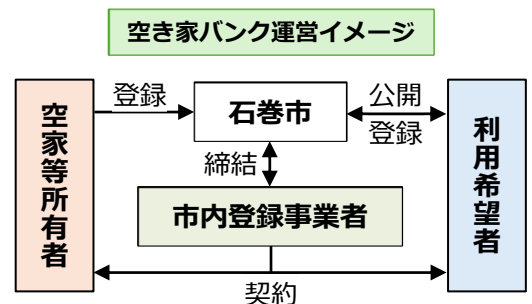 空き家バンク運営イメージ
空家等所有者
登録
石巻市
公開
登録
利用希望者
締結
市内登録事業者
契約